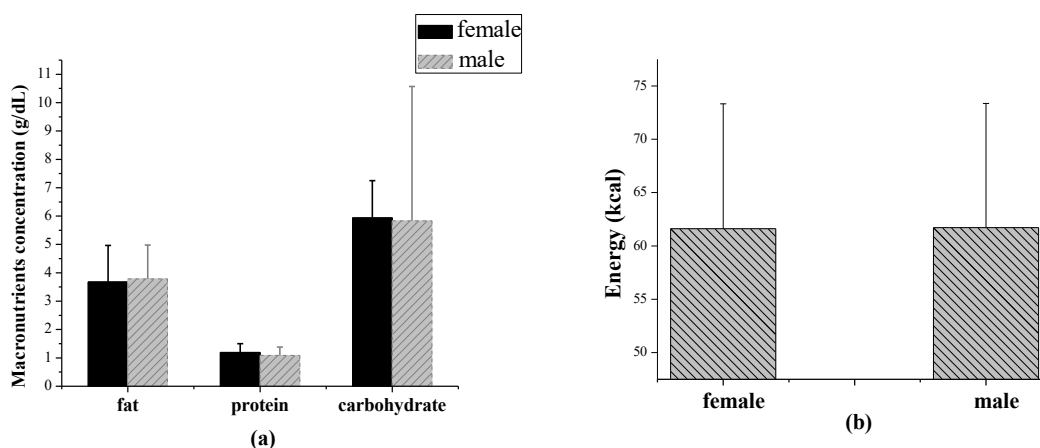 female
male
Macronutrients concentration (g/dL)
11
10
9
8
7
6
5
4
3
2
1
0
fat protein carbohydrate
(a)
Energy (kcal)
75
70
65
60
55
50
female male
(b)